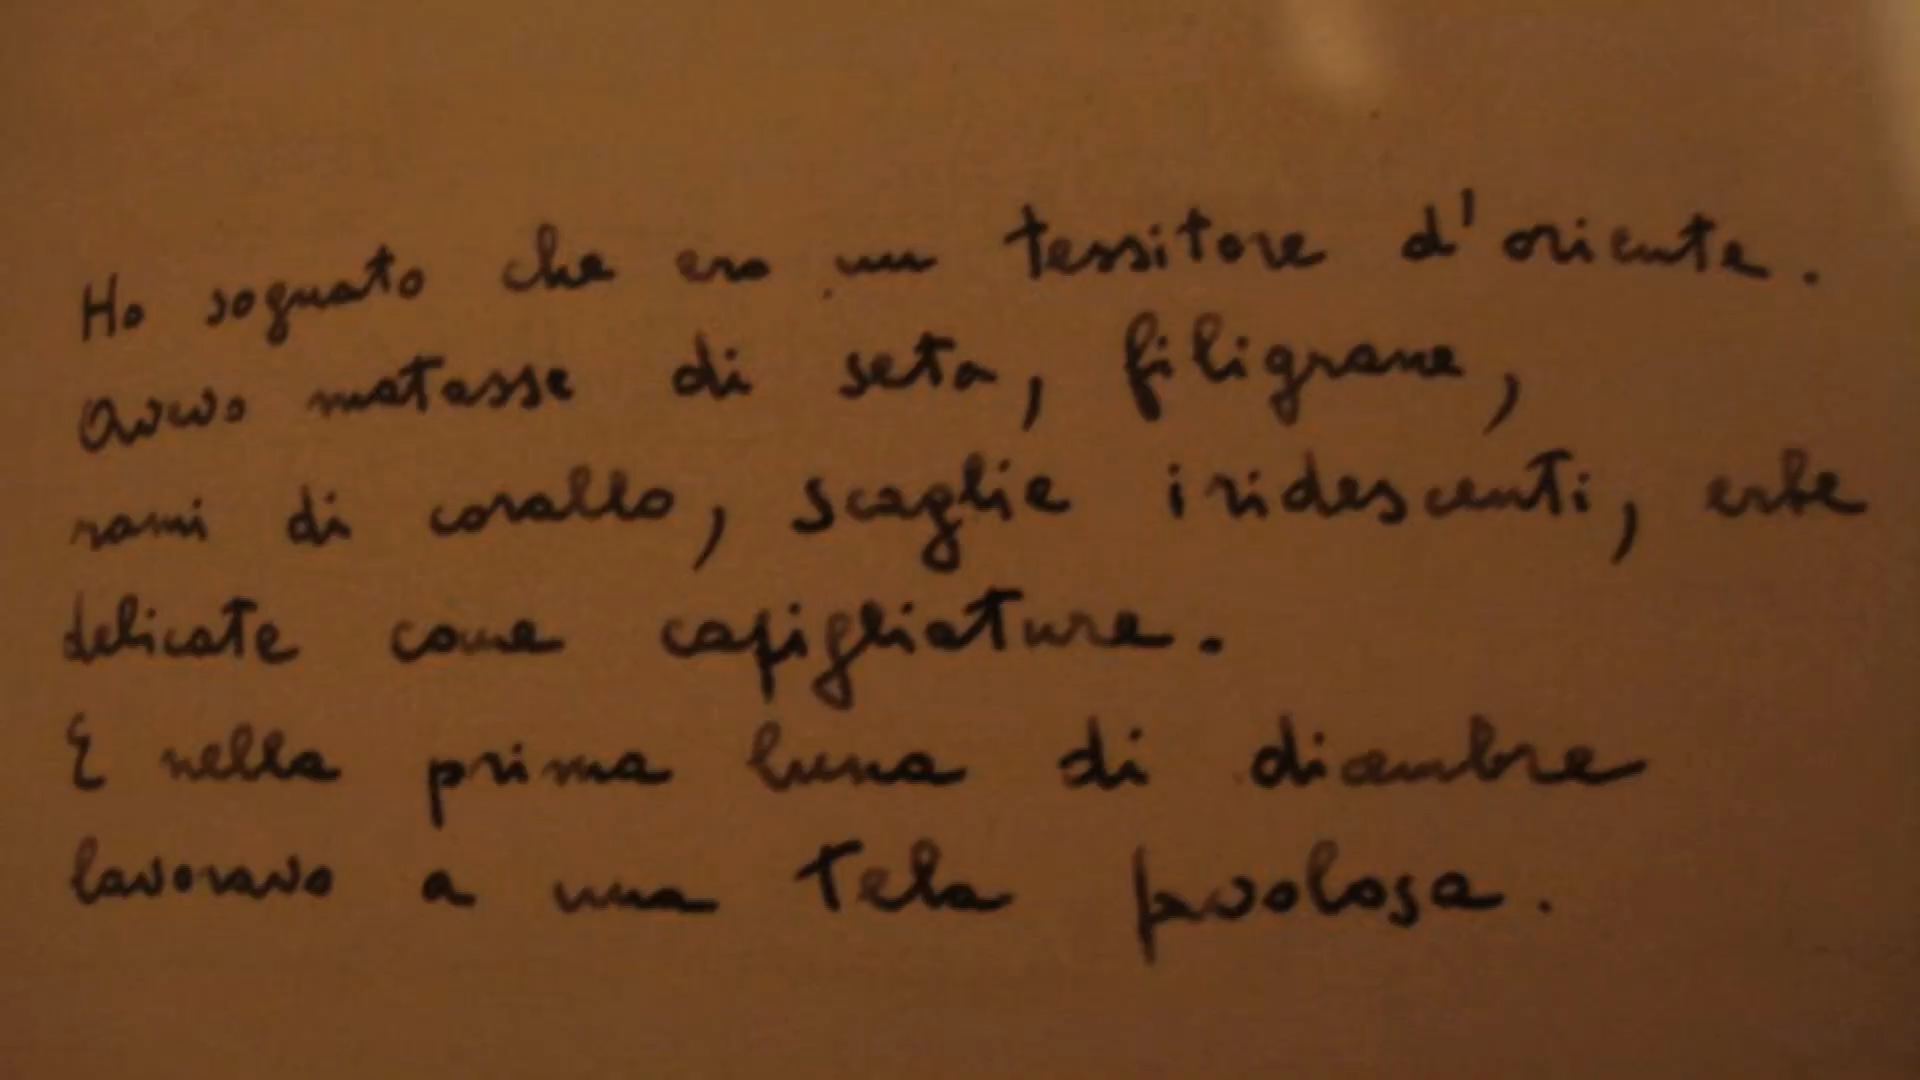 Ho sognato che ero un tessitore d'oriente.
Avevo matasse di seta, filigrane,
rami di corallo, scaglie iridescenti, erbe
delicate come capigliature.
E nella prima luna di dicembre
lavoravo a una tela favolosa.